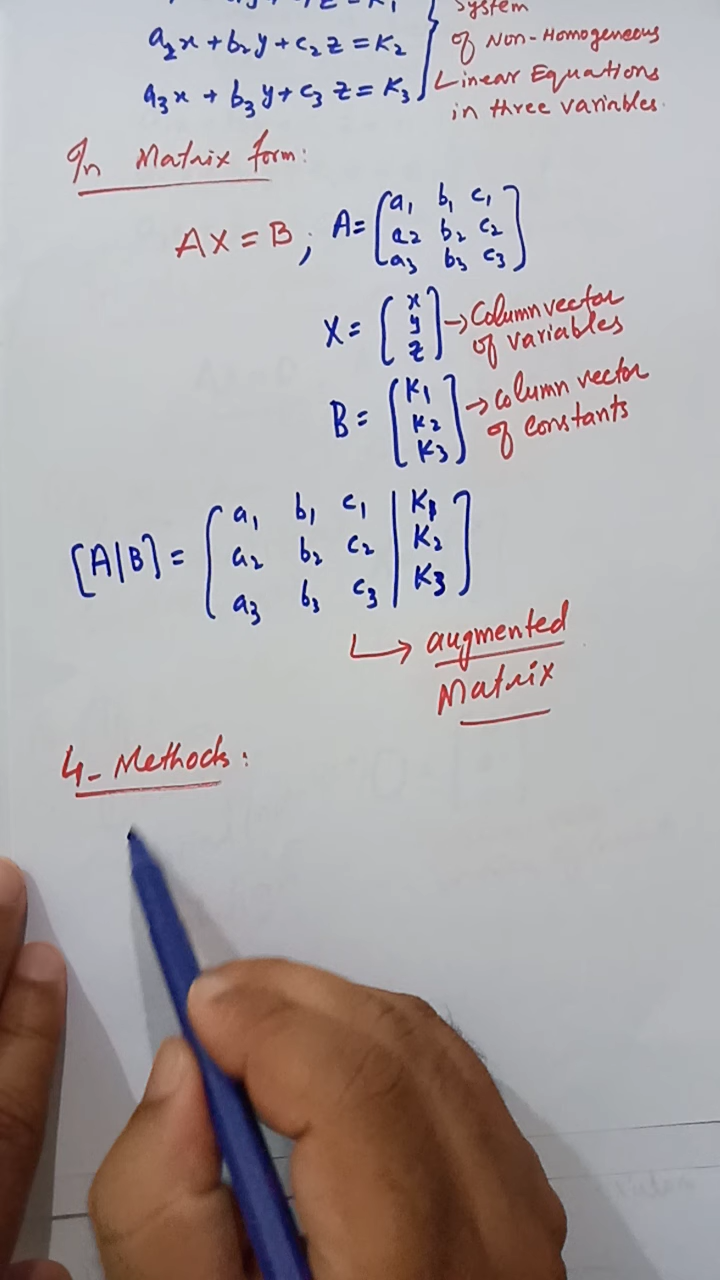 System
a₂x + b₂y + c₂ z = K₂
of Non-Homogeneous
a₃x + b₃y + c₃ z = K₃
Linear Equations
in three variables.
In Matrix form:
AX = B ; A = [a₁ b₁ c₁
a₂ b₂ c₂
a₃ b₃ c₃]
X = [x
y
z] → Column vector
of variables
B = [K₁
K₂
K₃] → column vector
of constants
[A|B] = [a₁ b₁ c₁ | K₁
a₂ b₂ c₂ | K₂
a₃ b₃ c₃ | K₃]
↳ augmented
Matrix
4- Methods: